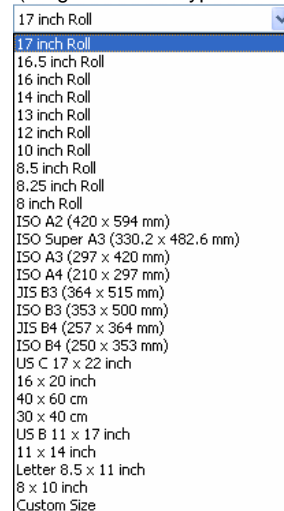 17 inch Roll
17 inch Roll
16.5 inch Roll
16 inch Roll
14 inch Roll
13 inch Roll
12 inch Roll
10 inch Roll
8.5 inch Roll
8.25 inch Roll
8 inch Roll
ISO A2 (420 x 594 mm)
ISO Super A3 (330.2 x 482.6 mm)
ISO A3 (297 x 420 mm)
ISO A4 (210 x 297 mm)
JIS B3 (364 x 515 mm)
ISO B3 (353 x 500 mm)
JIS B4 (257 x 364 mm)
ISO B4 (250 x 353 mm)
US C 17 x 22 inch
16 x 20 inch
40 x 60 cm
30 x 40 cm
US B 11 x 17 inch
11 x 14 inch
Letter 8.5 x 11 inch
8 x 10 inch
Custom Size